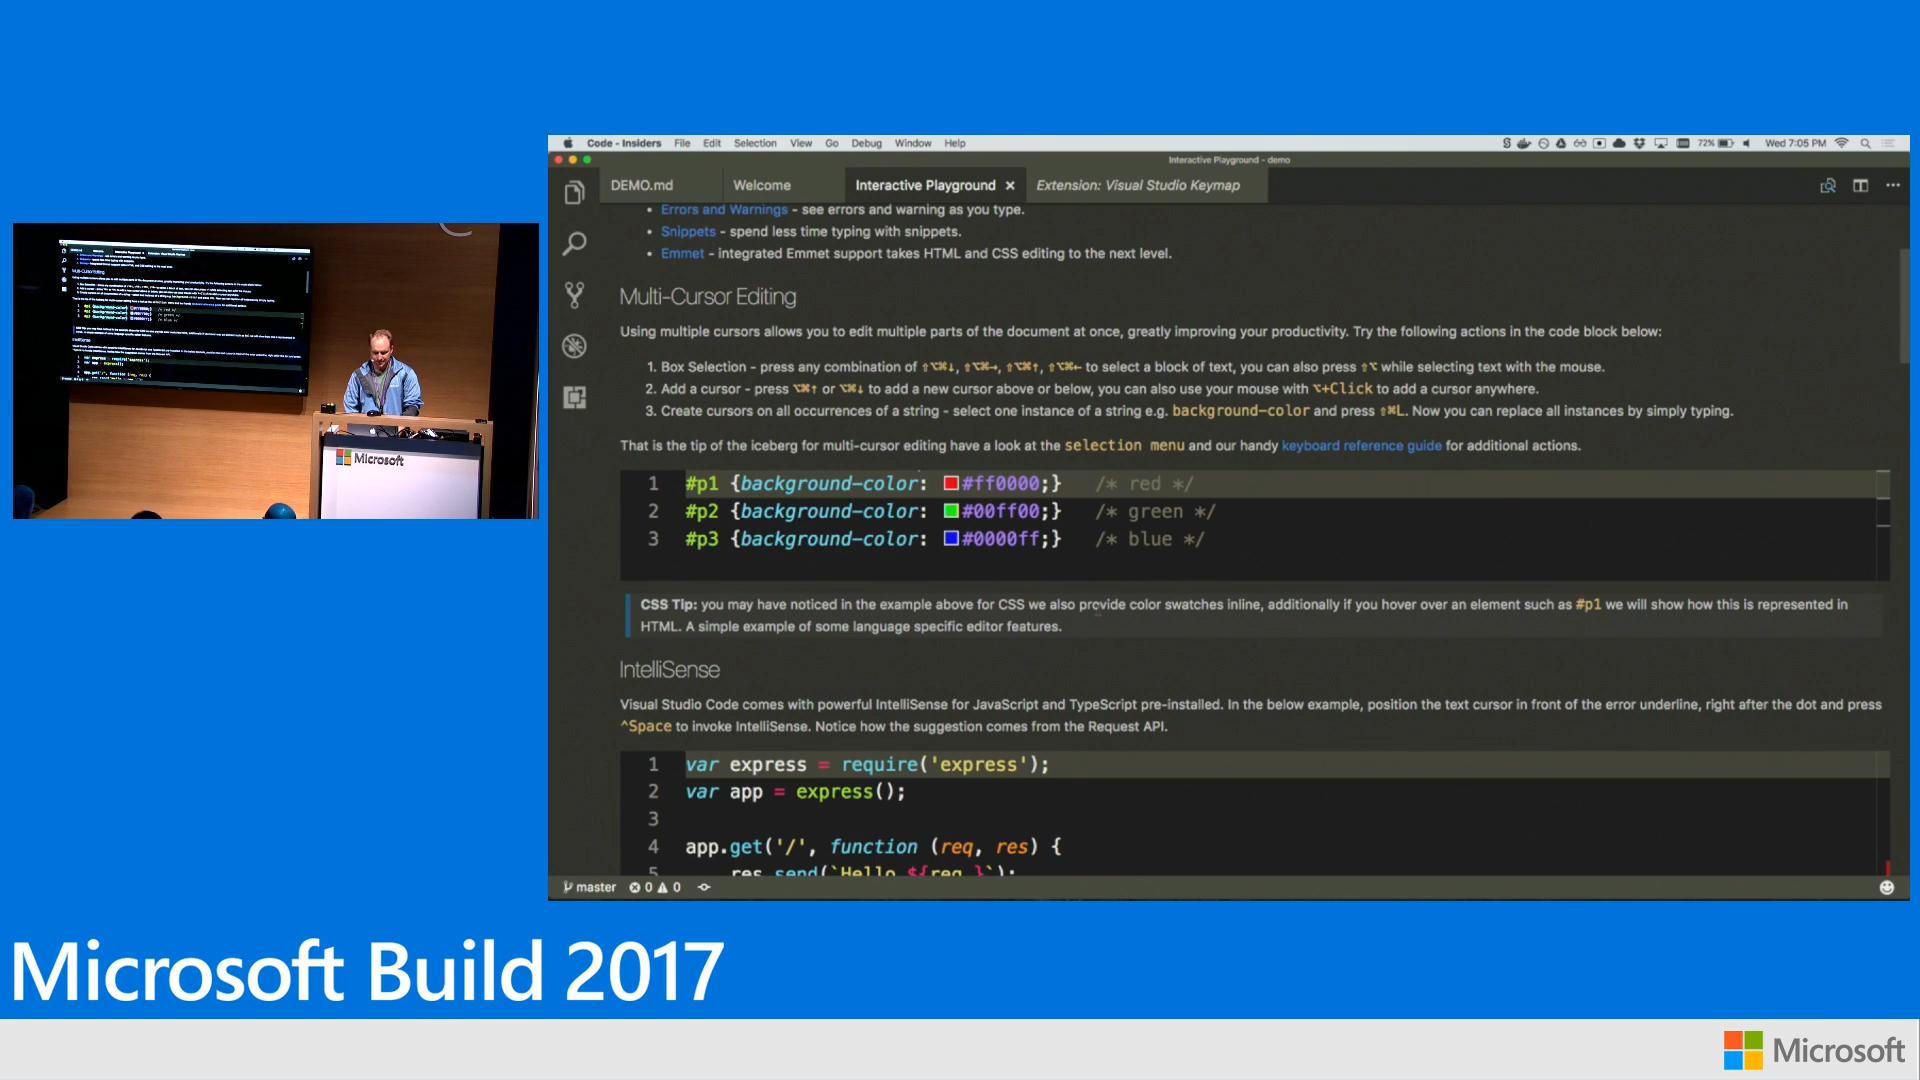 Code - Insiders File Edit Selection View Go Debug Window Help 72% Wed 7:05 PM
Interactive Playground - demo
DEMO.md Welcome Interactive Playground × Extension: Visual Studio Keymap
• Errors and Warnings - see errors and warning as you type.
• Snippets - spend less time typing with snippets.
• Emmet - integrated Emmet support takes HTML and CSS editing to the next level.
Multi-Cursor Editing
Using multiple cursors allows you to edit multiple parts of the document at once, greatly improving your productivity. Try the following actions in the code block below:
1. Box Selection - press any combination of ⇧⌥⌘↓, ⇧⌥⌘→, ⇧⌥⌘↑, ⇧⌥⌘← to select a block of text, you can also press ⇧⌥ while selecting text with the mouse.
2. Add a cursor - press ⌥⌘↑ or ⌥⌘↓ to add a new cursor above or below, you can also use your mouse with ⌥+Click to add a cursor anywhere.
3. Create cursors on all occurrences of a string - select one instance of a string e.g. background-color and press ⇧⌘L. Now you can replace all instances by simply typing.
That is the tip of the iceberg for multi-cursor editing have a look at the selection menu and our handy keyboard reference guide for additional actions.
1 #p1 {background-color: #ff0000;} /* red */
2 #p2 {background-color: #00ff00;} /* green */
3 #p3 {background-color: #0000ff;} /* blue */
CSS Tip: you may have noticed in the example above for CSS we also provide color swatches inline, additionally if you hover over an element such as #p1 we will show how this is represented in
HTML. A simple example of some language specific editor features.
IntelliSense
Visual Studio Code comes with powerful IntelliSense for JavaScript and TypeScript pre-installed. In the below example, position the text cursor in front of the error underline, right after the dot and press
^Space to invoke IntelliSense. Notice how the suggestion comes from the Request API.
1 var express = require('express');
2 var app = express();
3
4 app.get('/', function (req, res) {
5 res.send(`Hello ${req.}`);
master 0 0
Microsoft
Microsoft Build 2017
Microsoft